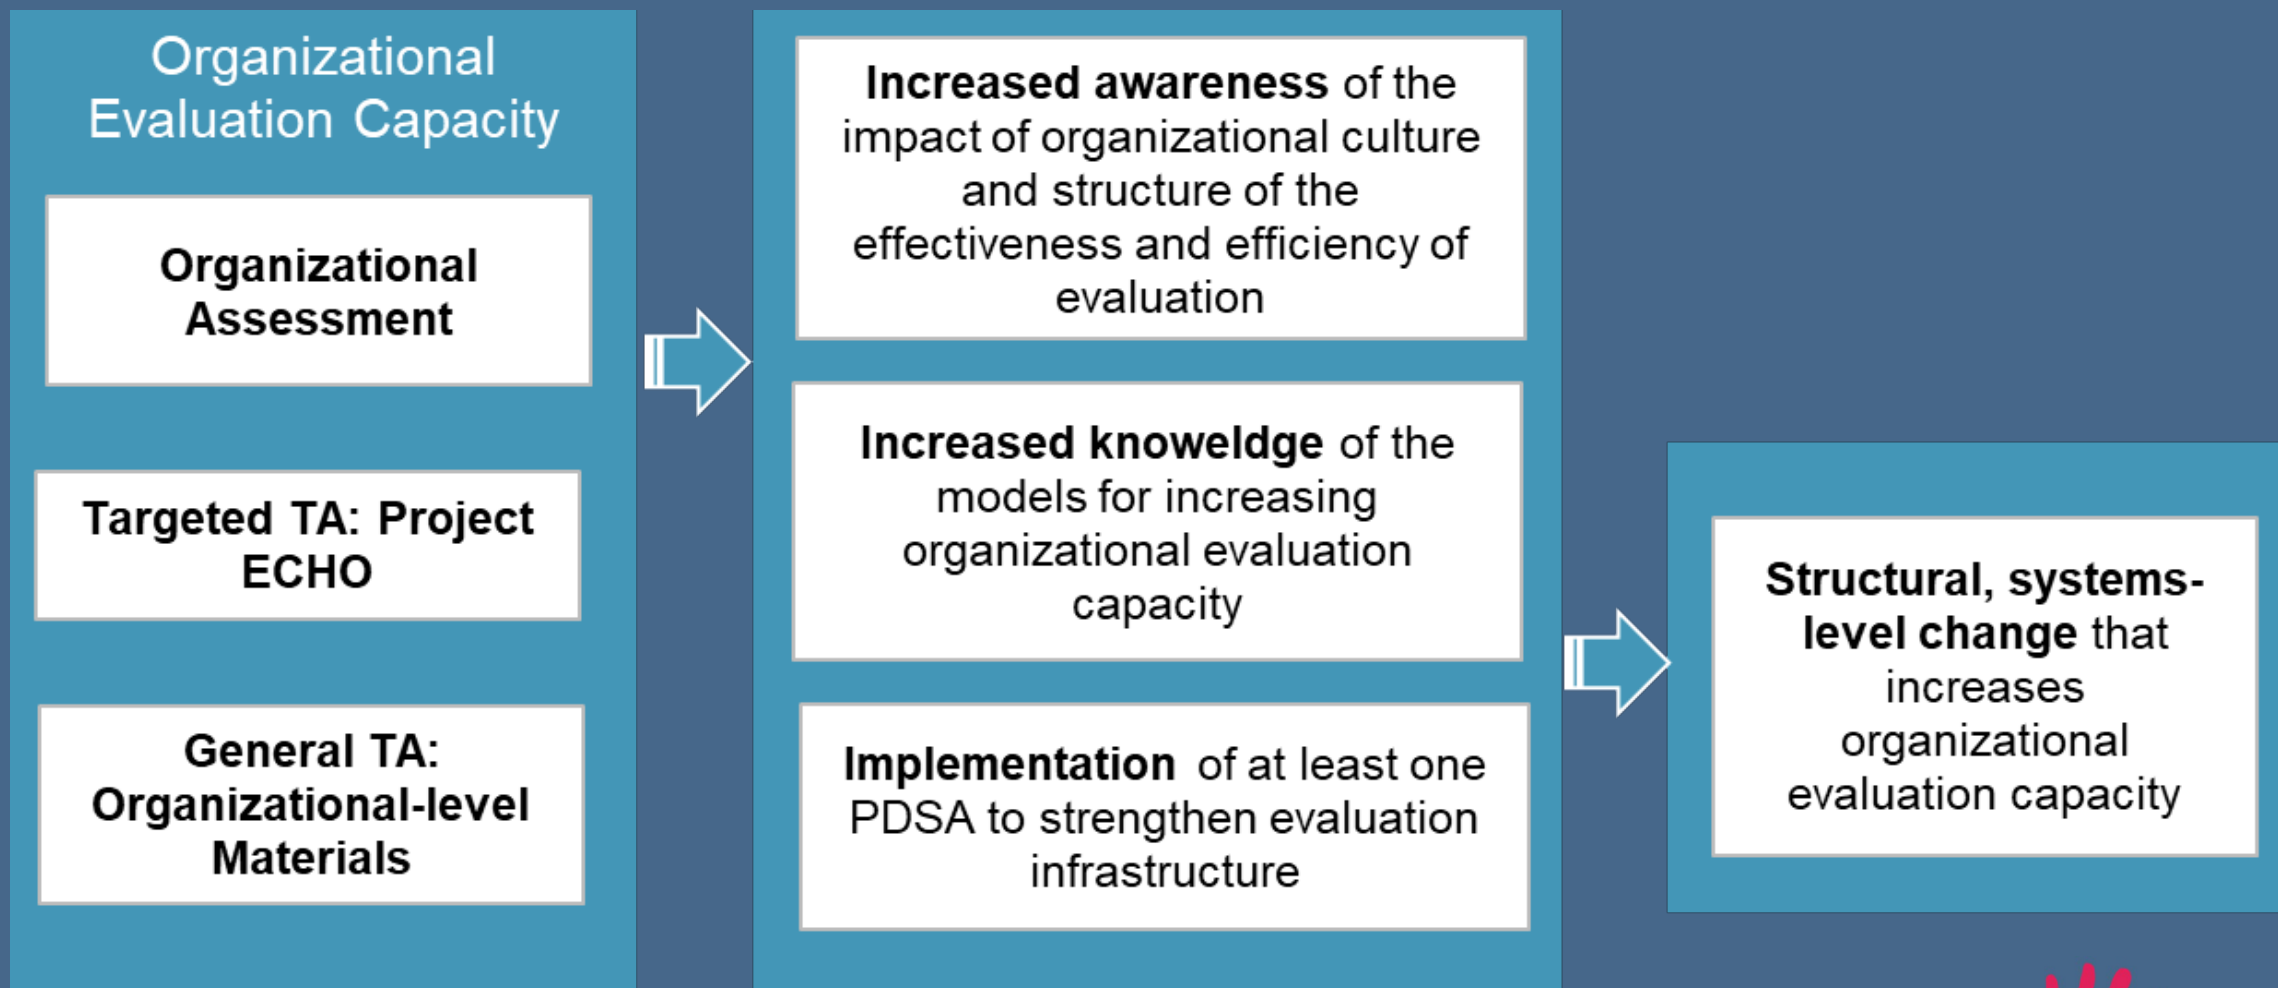 Organizational
Evaluation Capacity
Organizational
Assessment
Targeted TA: Project
ECHO
General TA:
Organizational-level
Materials
Increased awareness of the
impact of organizational culture
and structure of the
effectiveness and efficiency of
evaluation
Increased knoweldge of the
models for increasing
organizational evaluation
capacity
Implementation of at least one
PDSA to strengthen evaluation
infrastructure
Structural, systems-
level change that
increases
organizational
evaluation capacity